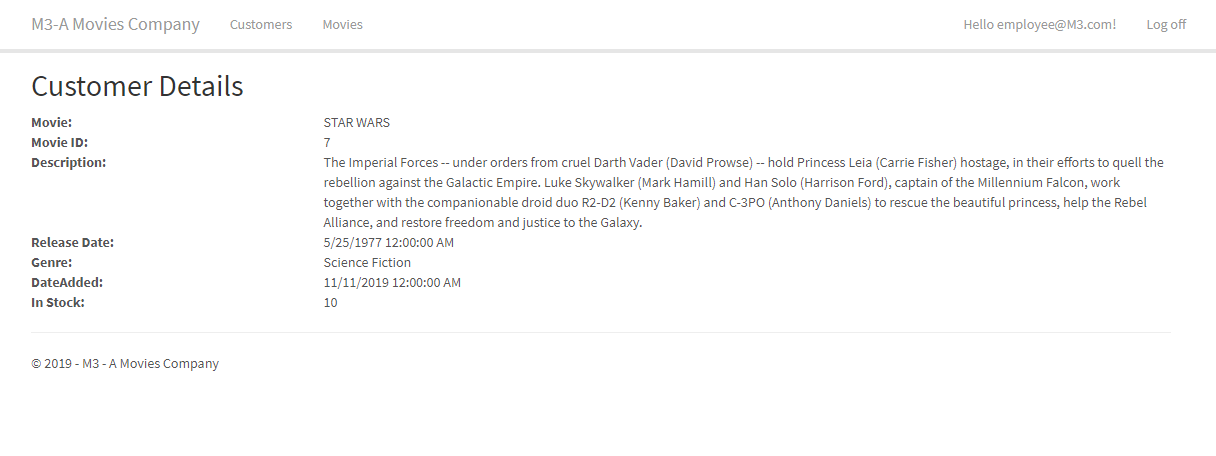 M3-A Movies Company Customers Movies Hello employee@M3.com! Log off
Customer Details
Movie: STAR WARS
Movie ID: 7
Description: The Imperial Forces -- under orders from cruel Darth Vader (David Prowse) -- hold Princess Leia (Carrie Fisher) hostage, in their efforts to quell the
rebellion against the Galactic Empire. Luke Skywalker (Mark Hamill) and Han Solo (Harrison Ford), captain of the Millennium Falcon, work
together with the companionable droid duo R2-D2 (Kenny Baker) and C-3PO (Anthony Daniels) to rescue the beautiful princess, help the Rebel
Alliance, and restore freedom and justice to the Galaxy.
Release Date: 5/25/1977 12:00:00 AM
Genre: Science Fiction
DateAdded: 11/11/2019 12:00:00 AM
In Stock: 10
© 2019 - M3 - A Movies Company